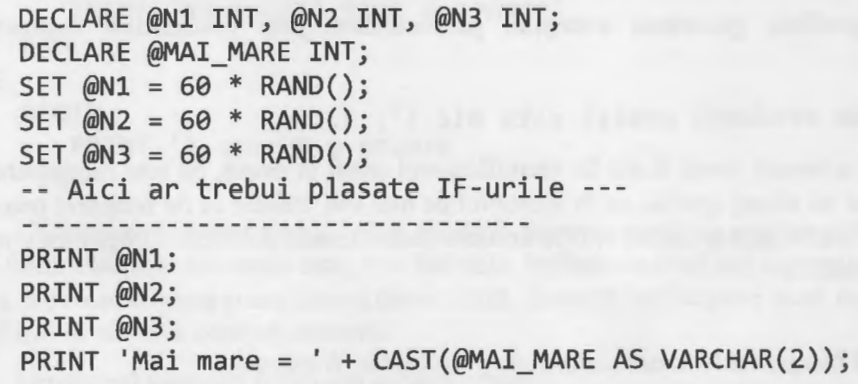 DECLARE @N1 INT, @N2 INT, @N3 INT;
DECLARE @MAI_MARE INT;
SET @N1 = 60 * RAND();
SET @N2 = 60 * RAND();
SET @N3 = 60 * RAND();
-- Aici ar trebui plasate IF-urile ---
---------------------------------------
PRINT @N1;
PRINT @N2;
PRINT @N3;
PRINT 'Mai mare = ' + CAST(@MAI_MARE AS VARCHAR(2));